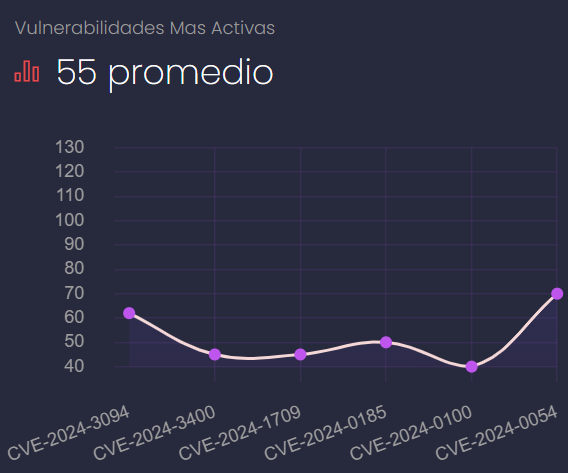 Vulnerabilidades Mas Activas
55 promedio
130
120
110
100
90
80
70
60
50
40
CVE-2024-3094
CVE-2024-3400
CVE-2024-1709
CVE-2024-0185
CVE-2024-0100
CVE-2024-0054